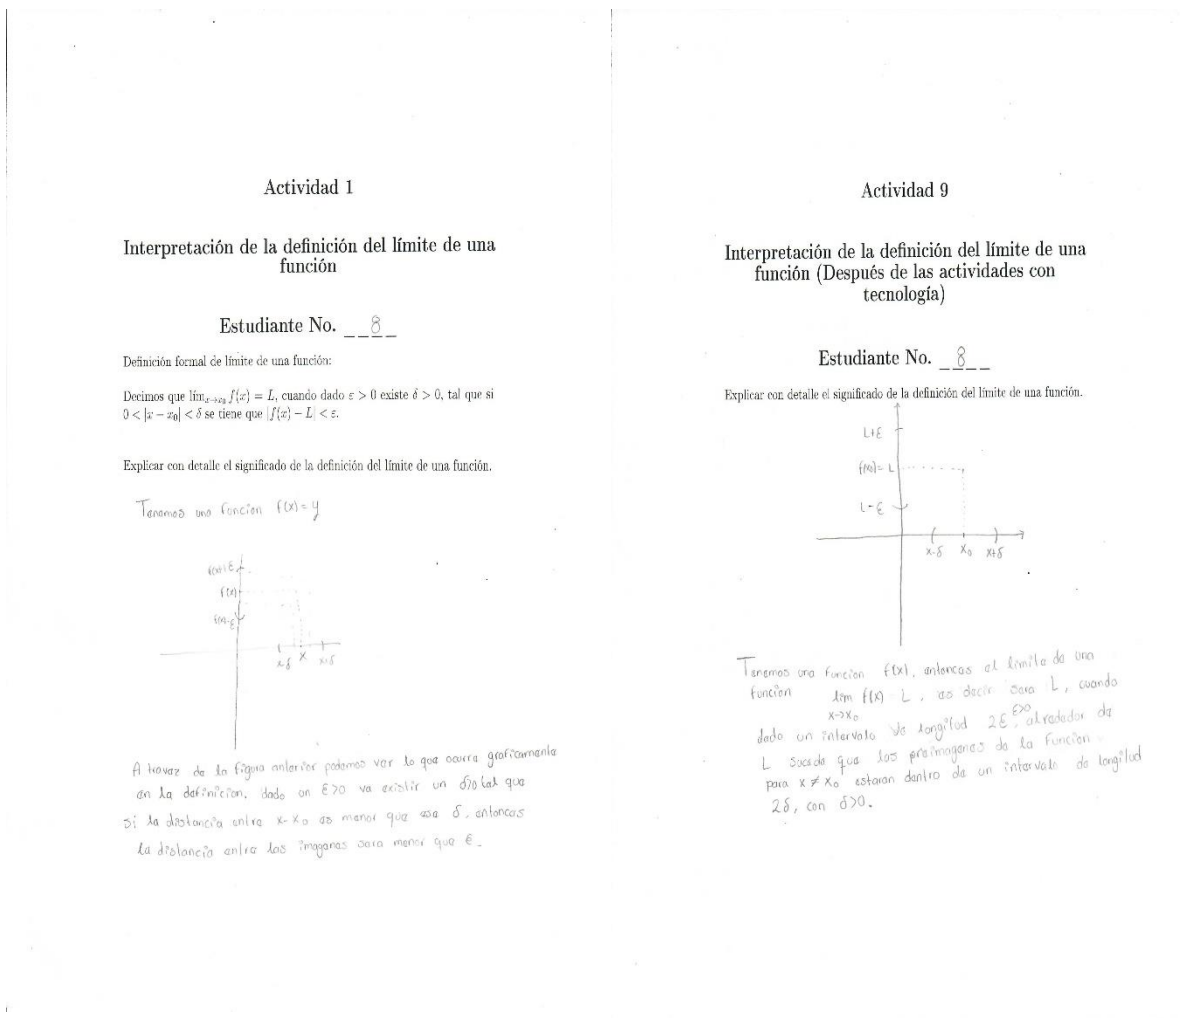 Actividad 1
Interpretación de la definición del límite de una
función
Estudiante No. 8
Definición formal de límite de una función:
Decimos que lím_{x→x₀} f(x) = L, cuando dado ε > 0 existe δ > 0, tal que si
0 < |x − x₀| < δ se tiene que |f(x) − L| < ε.
Explicar con detalle el significado de la definición del límite de una función.
Tenemos una funcion f(x) = y
f(x)+ε
f(x)
f(x)-ε
x-δ x x+δ
A travaz de la figura anterior podemos ver lo que ocurre graficamente
en la definicion, dado un ε>0 va existir un δ>0 tal que
si la distancia entre x-x₀ es menor que ese δ, entonces
la distancia entre las imagenes sera menor que ε.
Actividad 9
Interpretación de la definición del límite de una
función (Después de las actividades con
tecnología)
Estudiante No. 8
Explicar con detalle el significado de la definición del límite de una función.
L+ε
f(x₀)= L
L-ε
x-δ x₀ x+δ
Tenemos una funcion f(x), entonces el limite de una
funcion lim f(x) L, es decir sera L, cuando
x->x₀
dado un intervalo de longitud 2ε, ε>0 alrededor de
L sucede que las preimagenes de la funcion
para x ≠ x₀ estaran dentro de un intervalo de longitud
2δ, con δ>0.